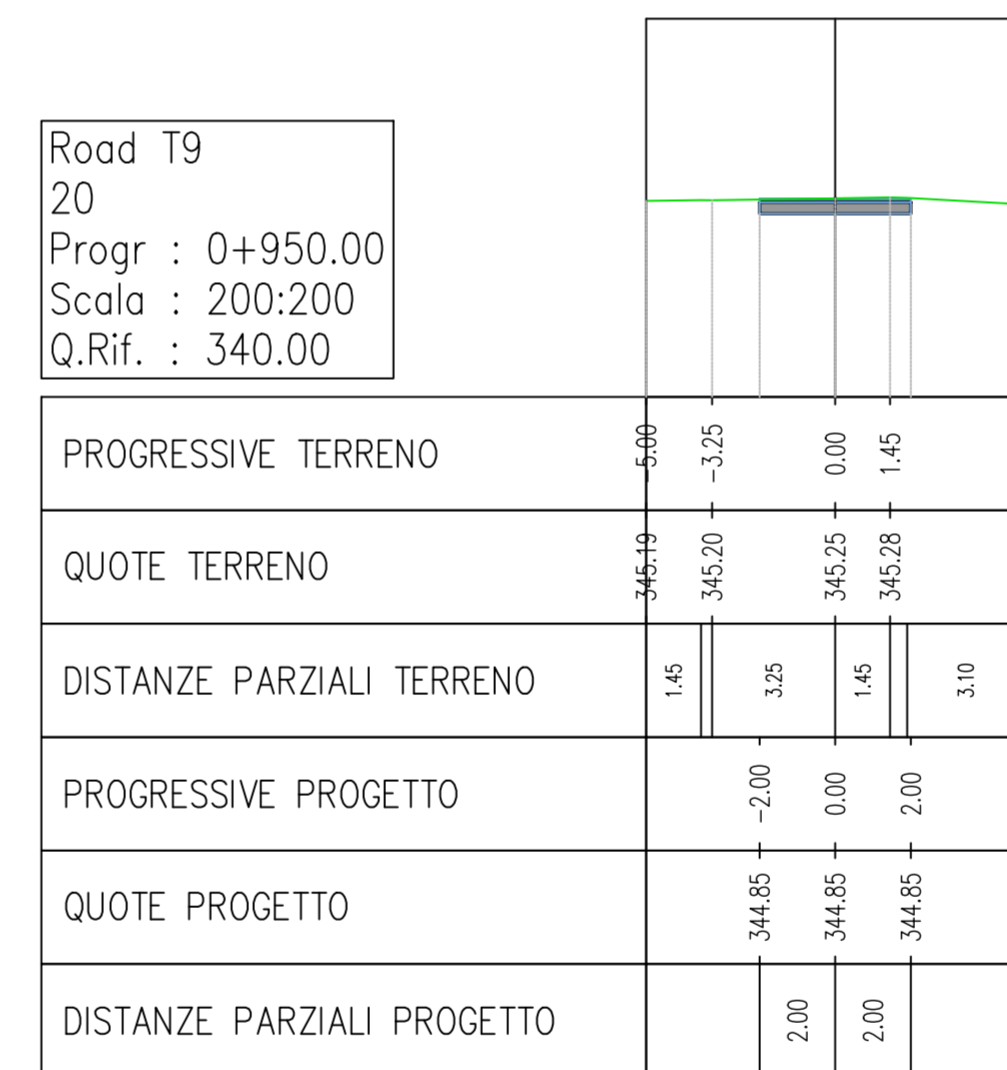 Road T9
20
Progr : 0+950.00
Scala : 200:200
Q.Rif. : 340.00
PROGRESSIVE TERRENO -5.00 -3.25 0.00 1.45
QUOTE TERRENO 345.19 345.20 345.25 345.28
DISTANZE PARZIALI TERRENO 1.45 3.25 1.45 3.10
PROGRESSIVE PROGETTO -2.00 0.00 2.00
QUOTE PROGETTO 344.85 344.85 344.85
DISTANZE PARZIALI PROGETTO 2.00 2.00